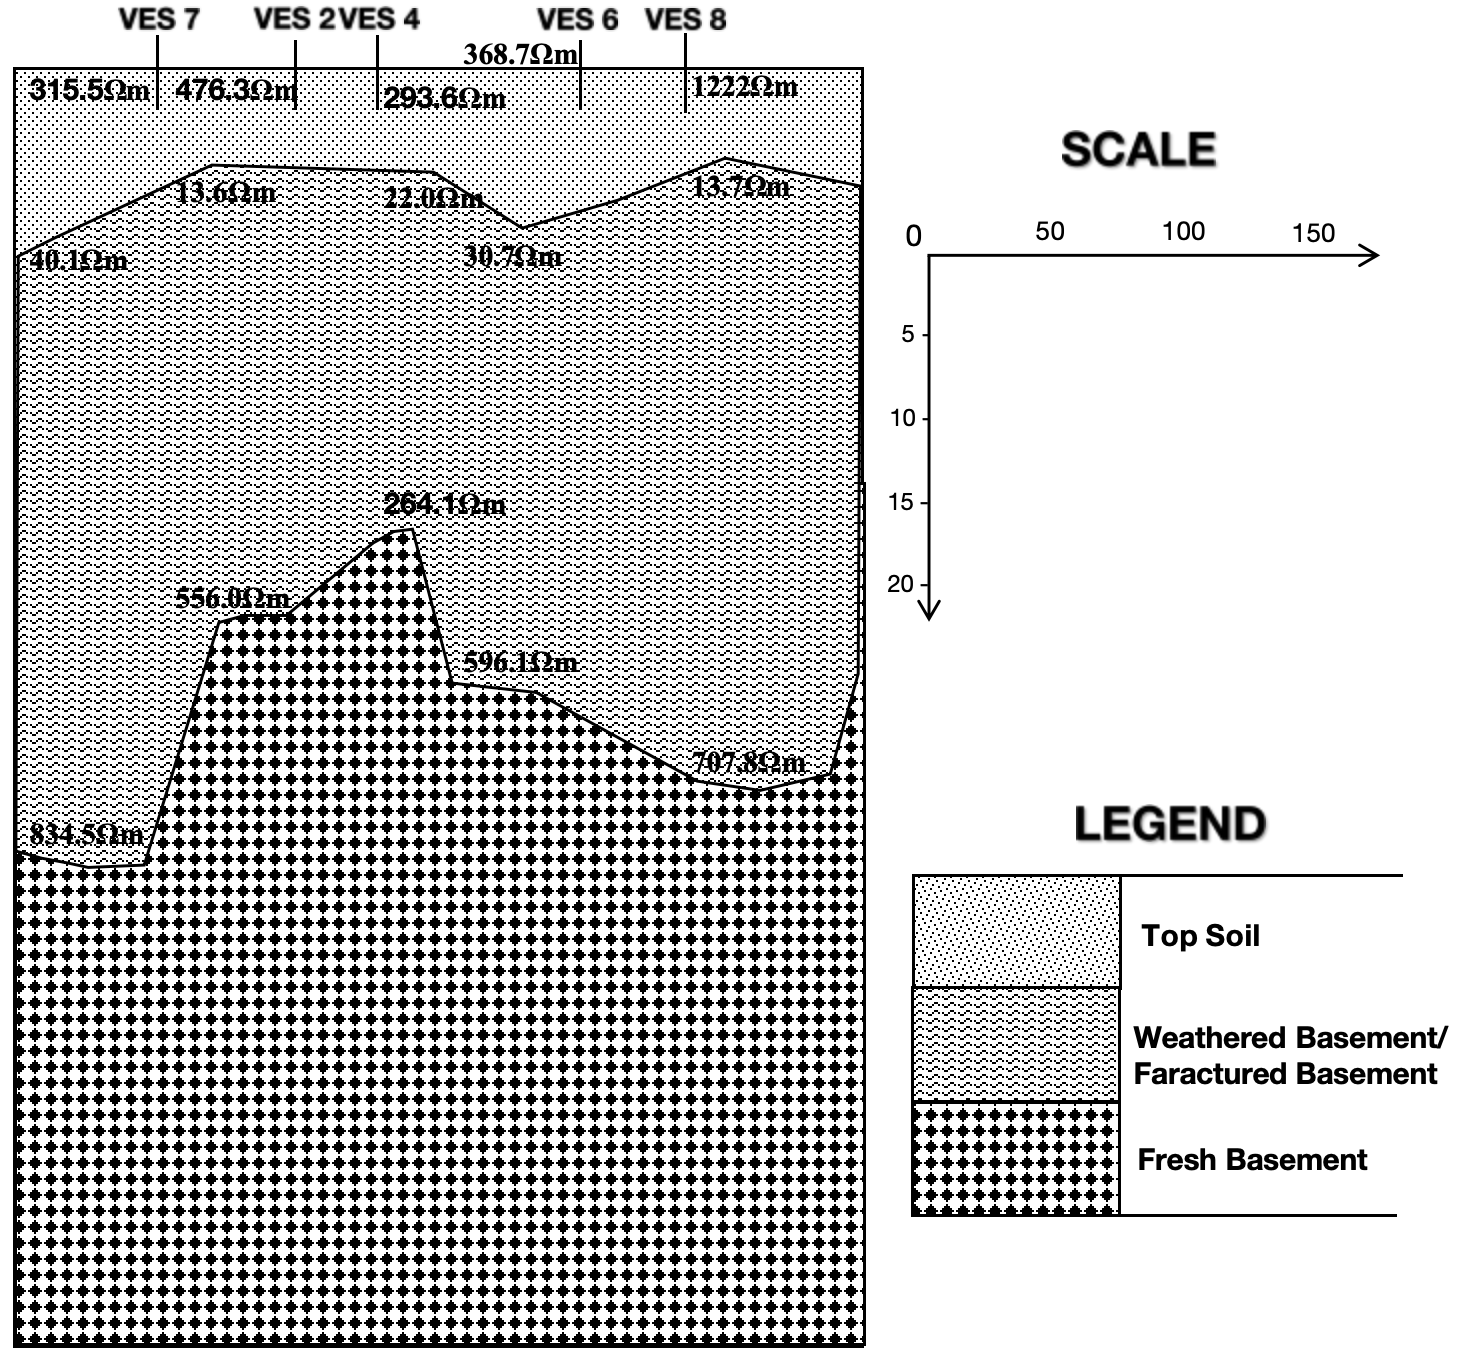 VES 7 VES 2 VES 4 VES 6 VES 8
368.7Ωm
315.5Ωm 476.3Ωm 293.6Ωm 1222Ωm
13.6Ωm 22.0Ωm 13.7Ωm
40.1Ωm 30.7Ωm
264.1Ωm
556.0Ωm
596.1Ωm
707.8Ωm
834.5Ωm
SCALE
0 50 100 150
5
10
15
20
LEGEND
Top Soil
Weathered Basement/
Faractured Basement
Fresh Basement